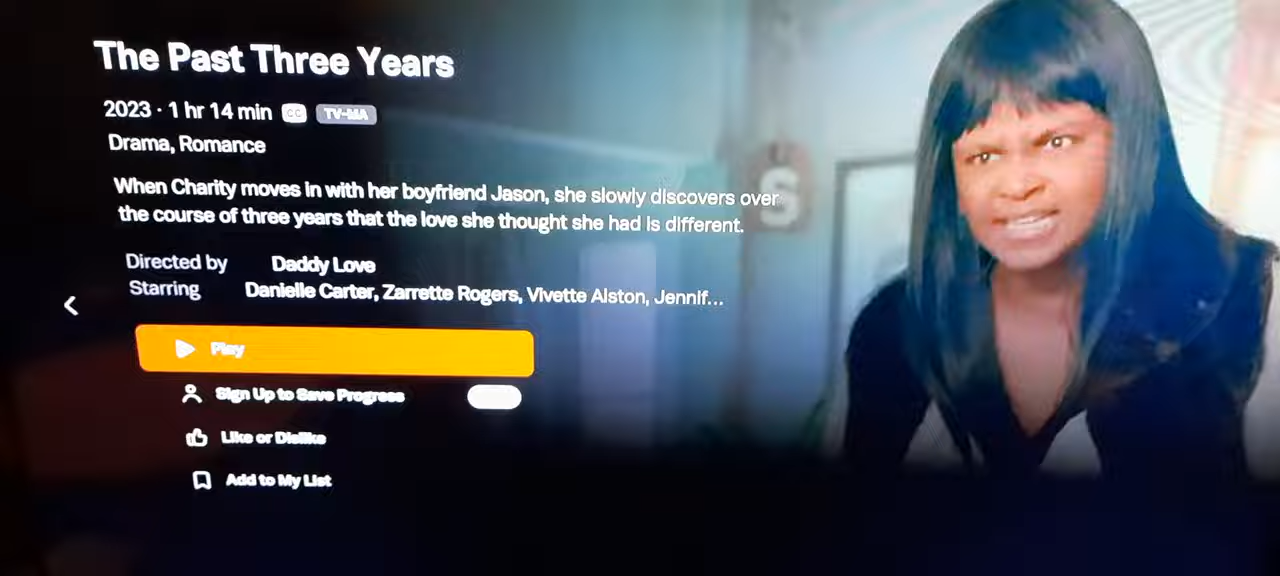 The Past Three Years
2023 · 1 hr 14 min CC TV-MA
Drama, Romance
When Charity moves in with her boyfriend Jason, she slowly discovers over
the course of three years that the love she thought she had is different.
Directed by Daddy Love
Starring Danielle Carter, Zarrette Rogers, Vivette Alston, Jennif...
Play
Sign Up to Save Progress
Like or Dislike
Add to My List
S